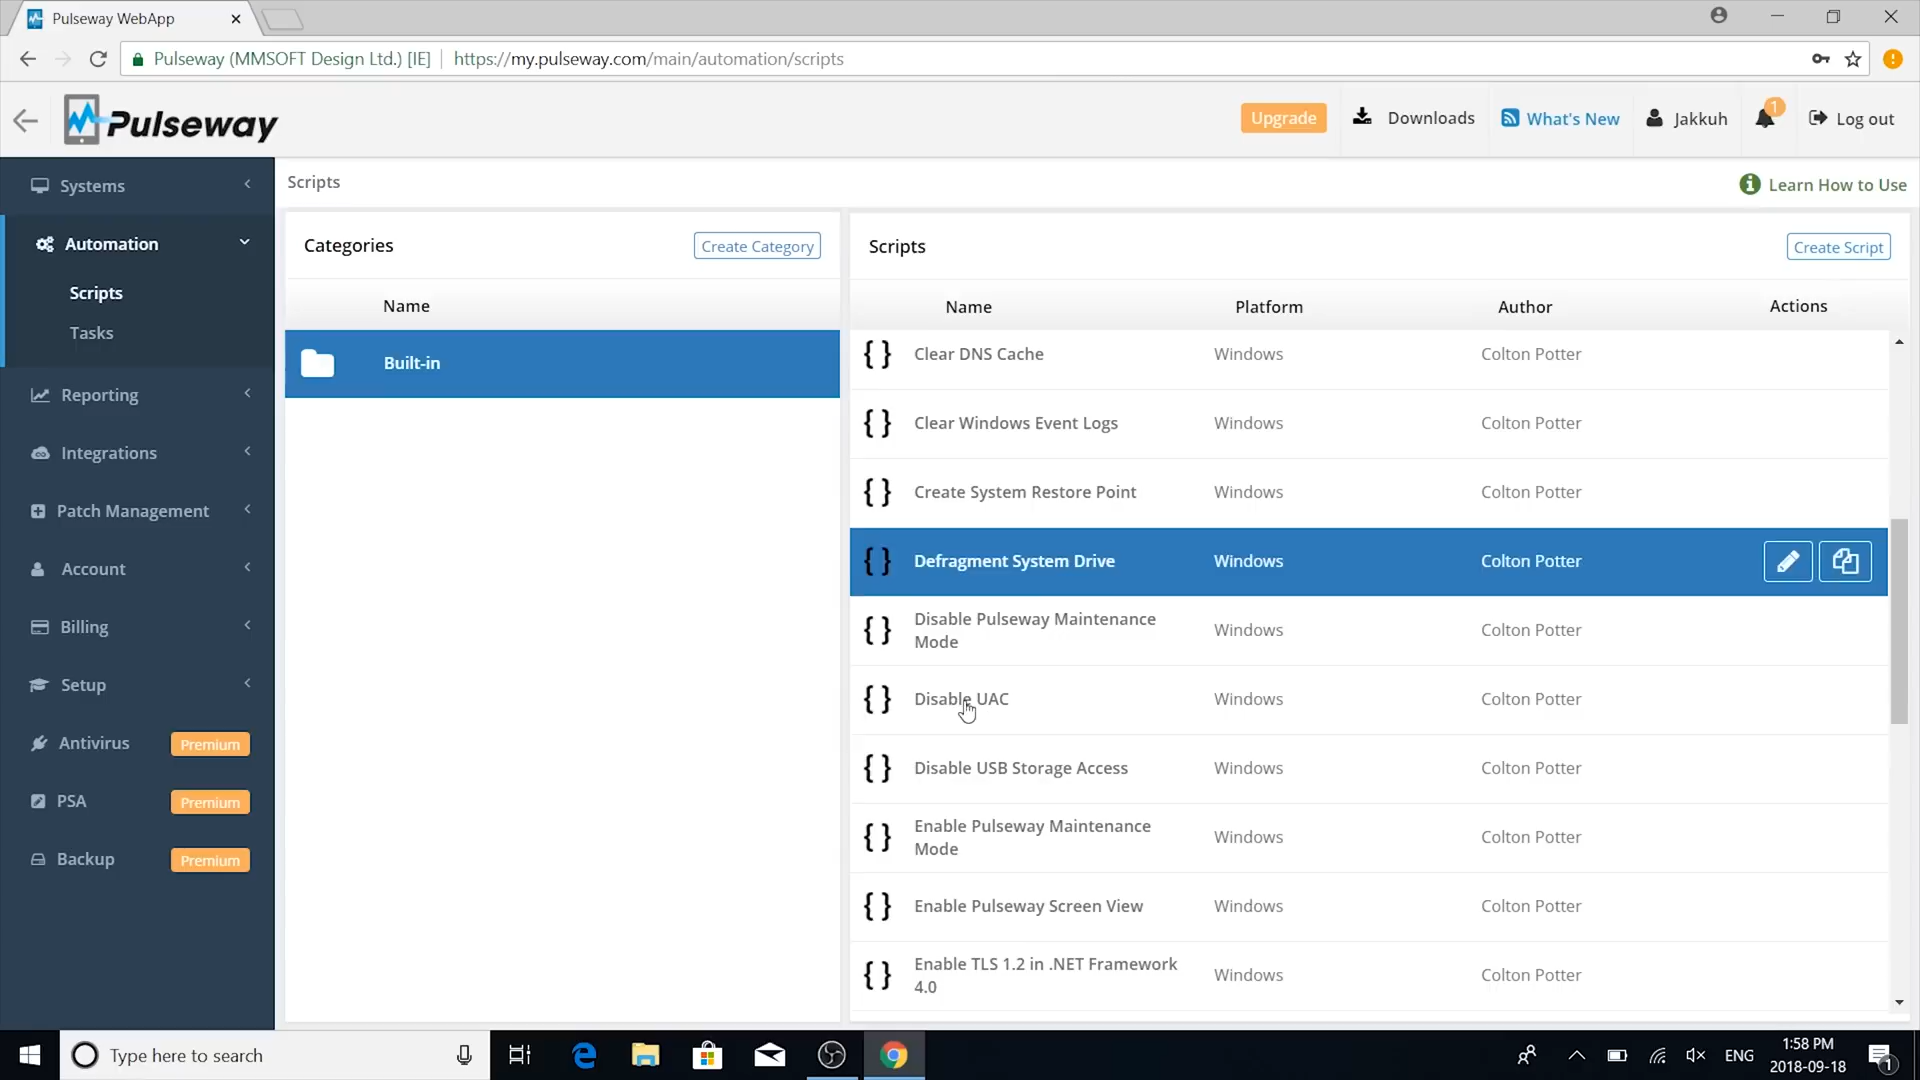 Pulseway WebApp
Pulseway (MMSOFT Design Ltd.) [IE]
https://my.pulseway.com/main/automation/scripts
Pulseway
Upgrade
Downloads
What's New
Jakkuh
1
Log out
Systems
Automation
Scripts
Tasks
Reporting
Integrations
Patch Management
Account
Billing
Setup
Antivirus Premium
PSA Premium
Backup Premium
Scripts
Learn How to Use
Categories
Create Category
Name
Built-in
Scripts
Create Script
Name Platform Author Actions
Clear DNS Cache Windows Colton Potter
Clear Windows Event Logs Windows Colton Potter
Create System Restore Point Windows Colton Potter
Defragment System Drive Windows Colton Potter
Disable Pulseway Maintenance
Mode Windows Colton Potter
Disable UAC Windows Colton Potter
Disable USB Storage Access Windows Colton Potter
Enable Pulseway Maintenance
Mode Windows Colton Potter
Enable Pulseway Screen View Windows Colton Potter
Enable TLS 1.2 in .NET Framework
4.0 Windows Colton Potter
Type here to search
ENG
1:58 PM
2018-09-18
1